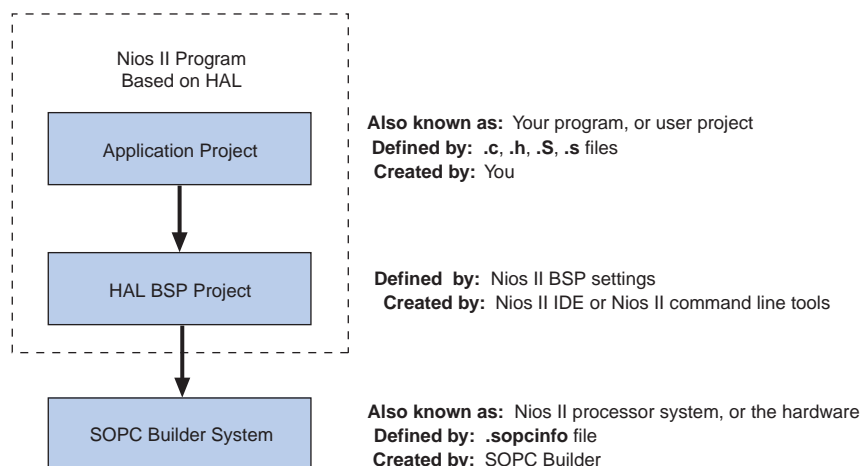 Nios II Program
Based on HAL
Application Project
Also known as: Your program, or user project
Defined by: .c, .h, .S, .s files
Created by: You
HAL BSP Project
Defined by: Nios II BSP settings
Created by: Nios II IDE or Nios II command line tools
SOPC Builder System
Also known as: Nios II processor system, or the hardware
Defined by: .sopcinfo file
Created by: SOPC Builder